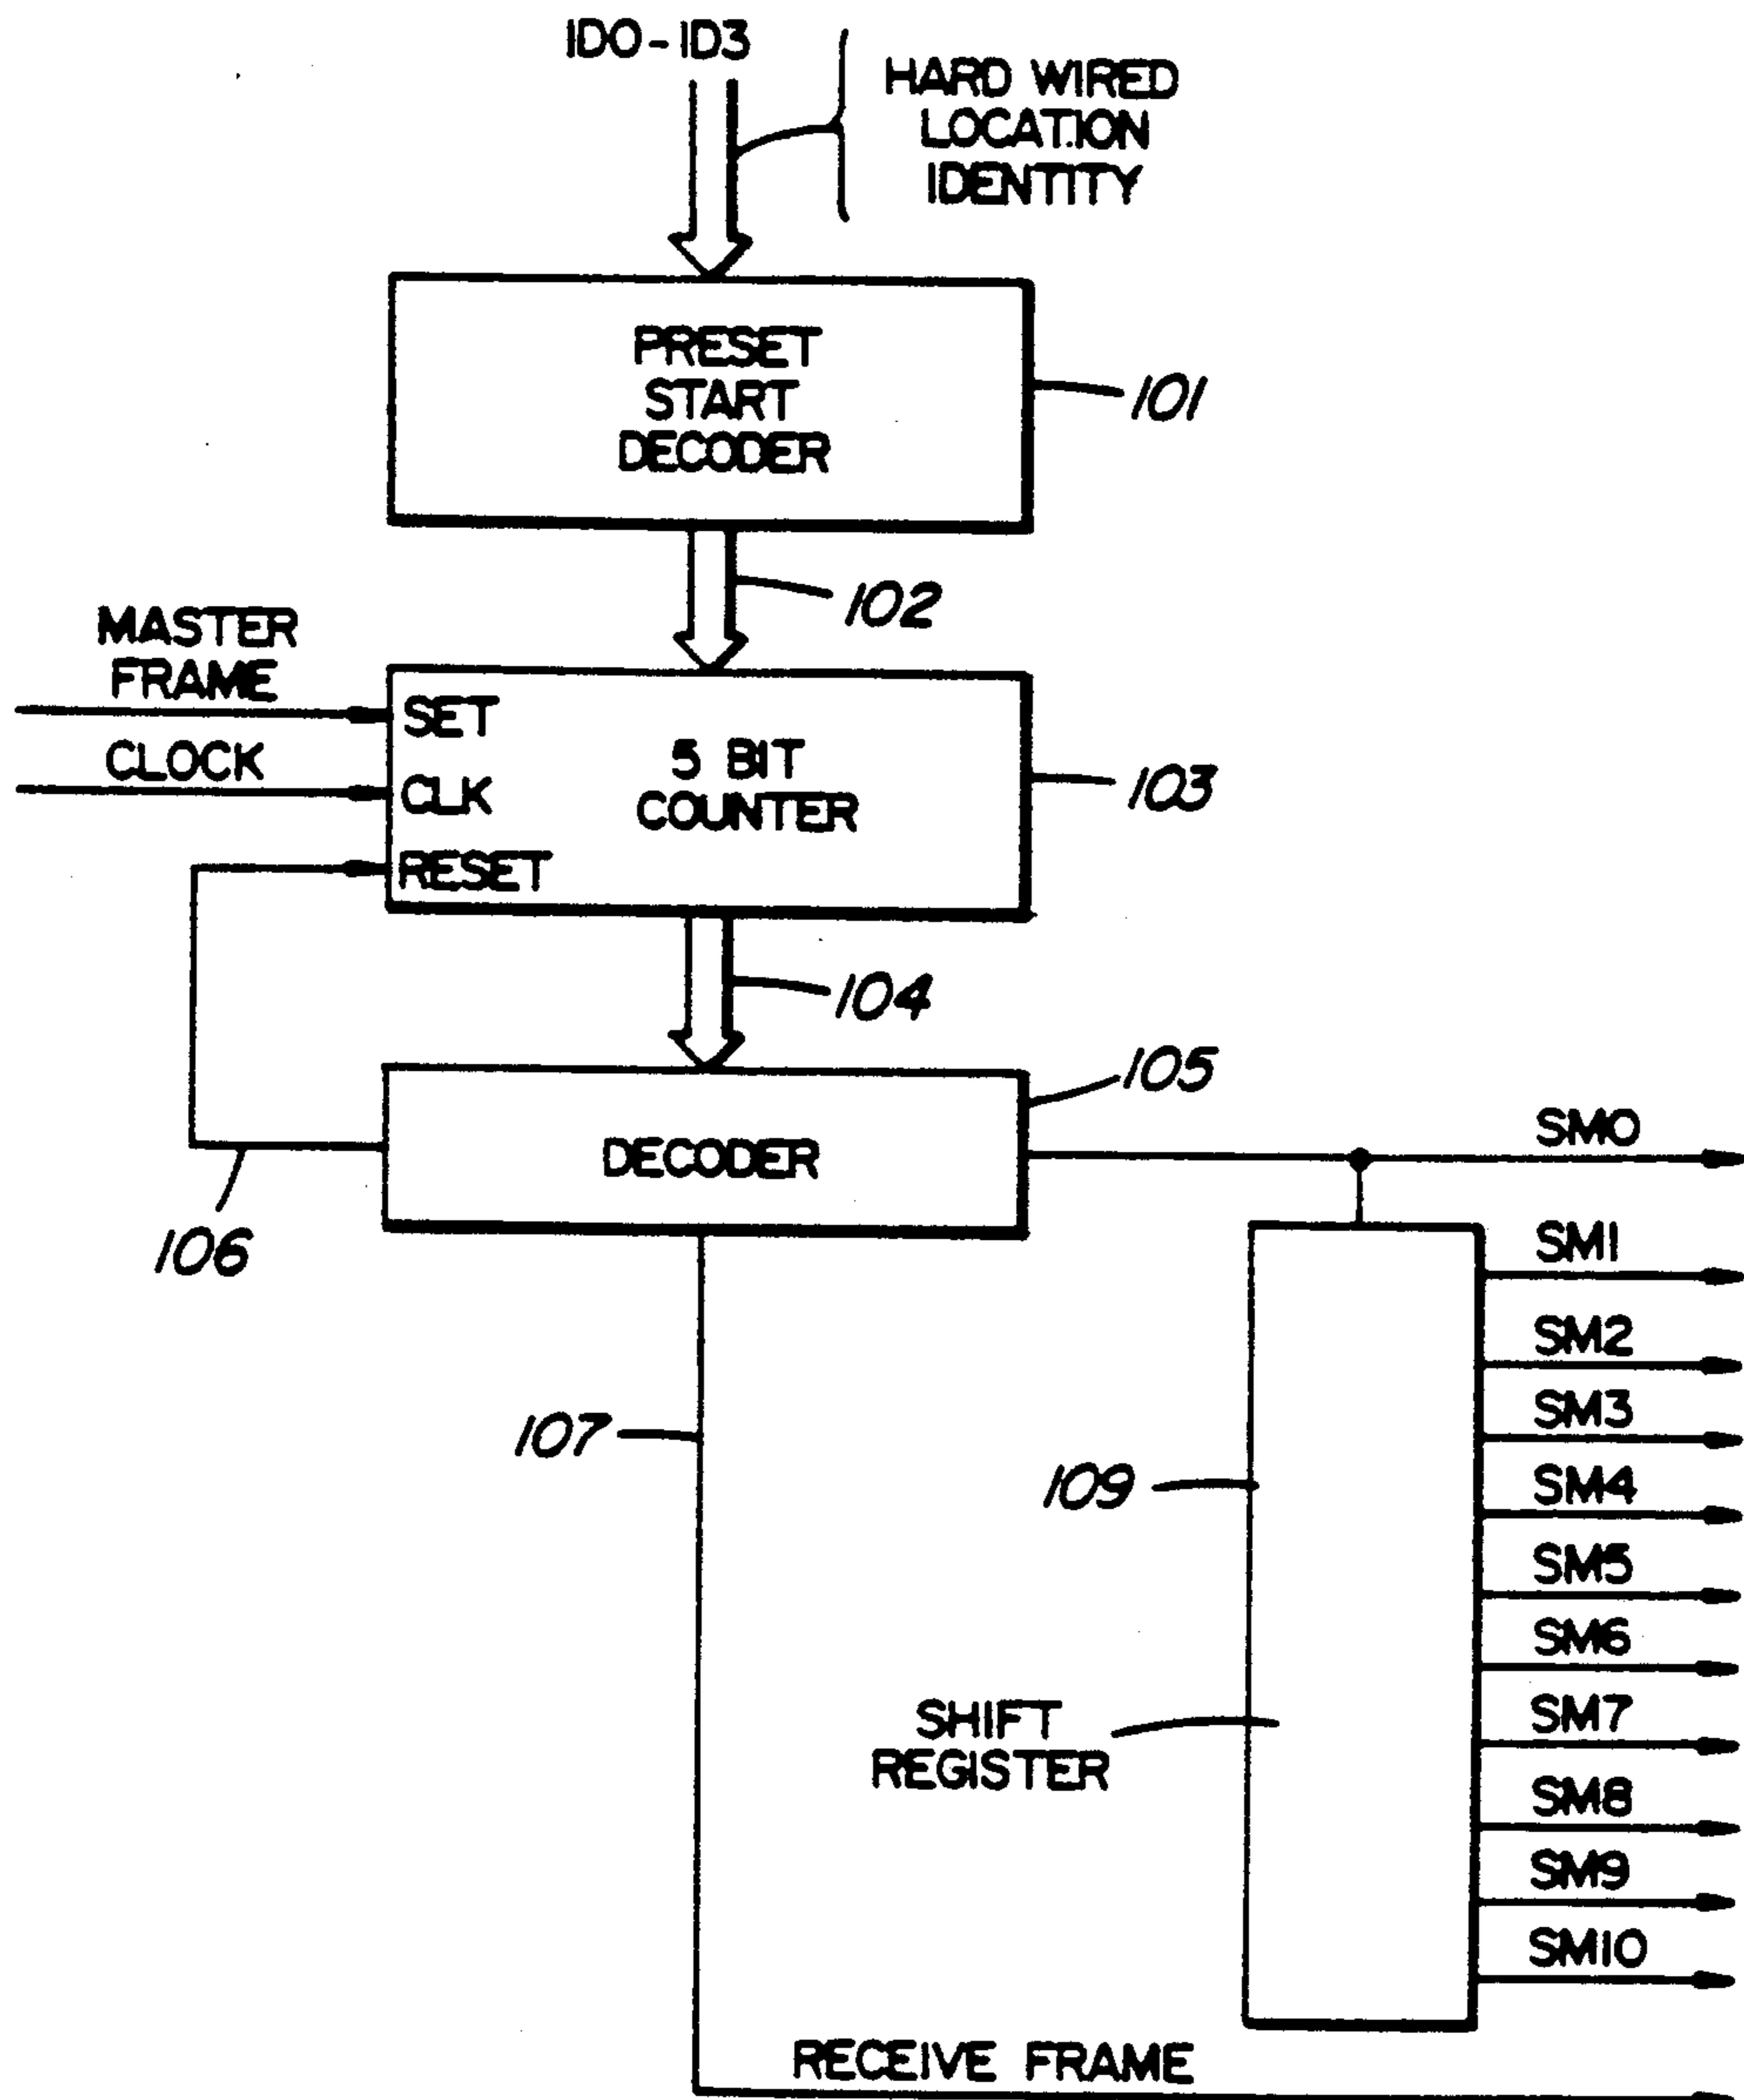 ID0-ID3
HARD WIRED
LOCATION
IDENTITY
PRESET
START
DECODER
101
102
MASTER
FRAME
SET
CLOCK
CLK
5 BIT
COUNTER
103
RESET
104
105
DECODER
106
SM0
SM1
SM2
107
SM3
109
SM4
SM5
SM6
SHIFT
REGISTER
SM7
SM8
SM9
SM10
RECEIVE FRAME